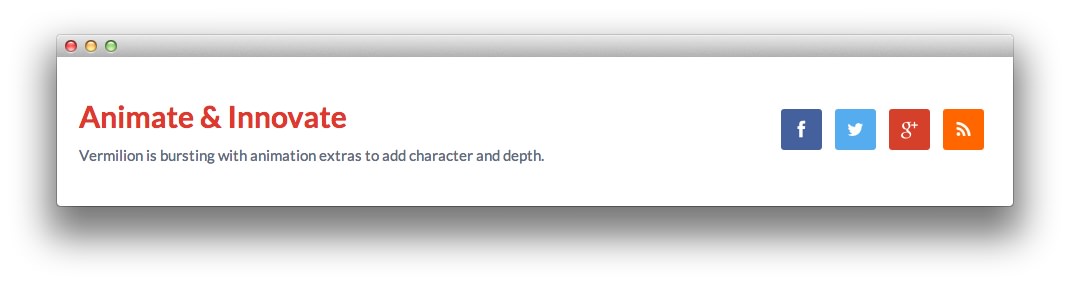 Animate & Innovate
Vermilion is bursting with animation extras to add character and depth.
f
g+